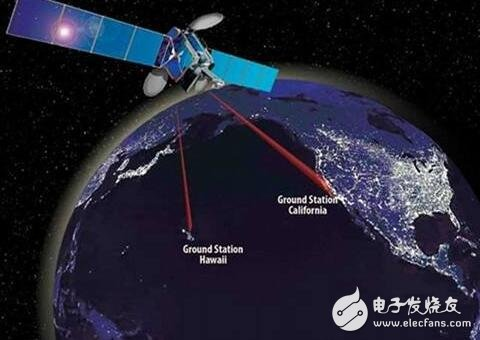 Ground Station
California
Ground Station
Hawaii
电子发烧友
www.elecfans.com